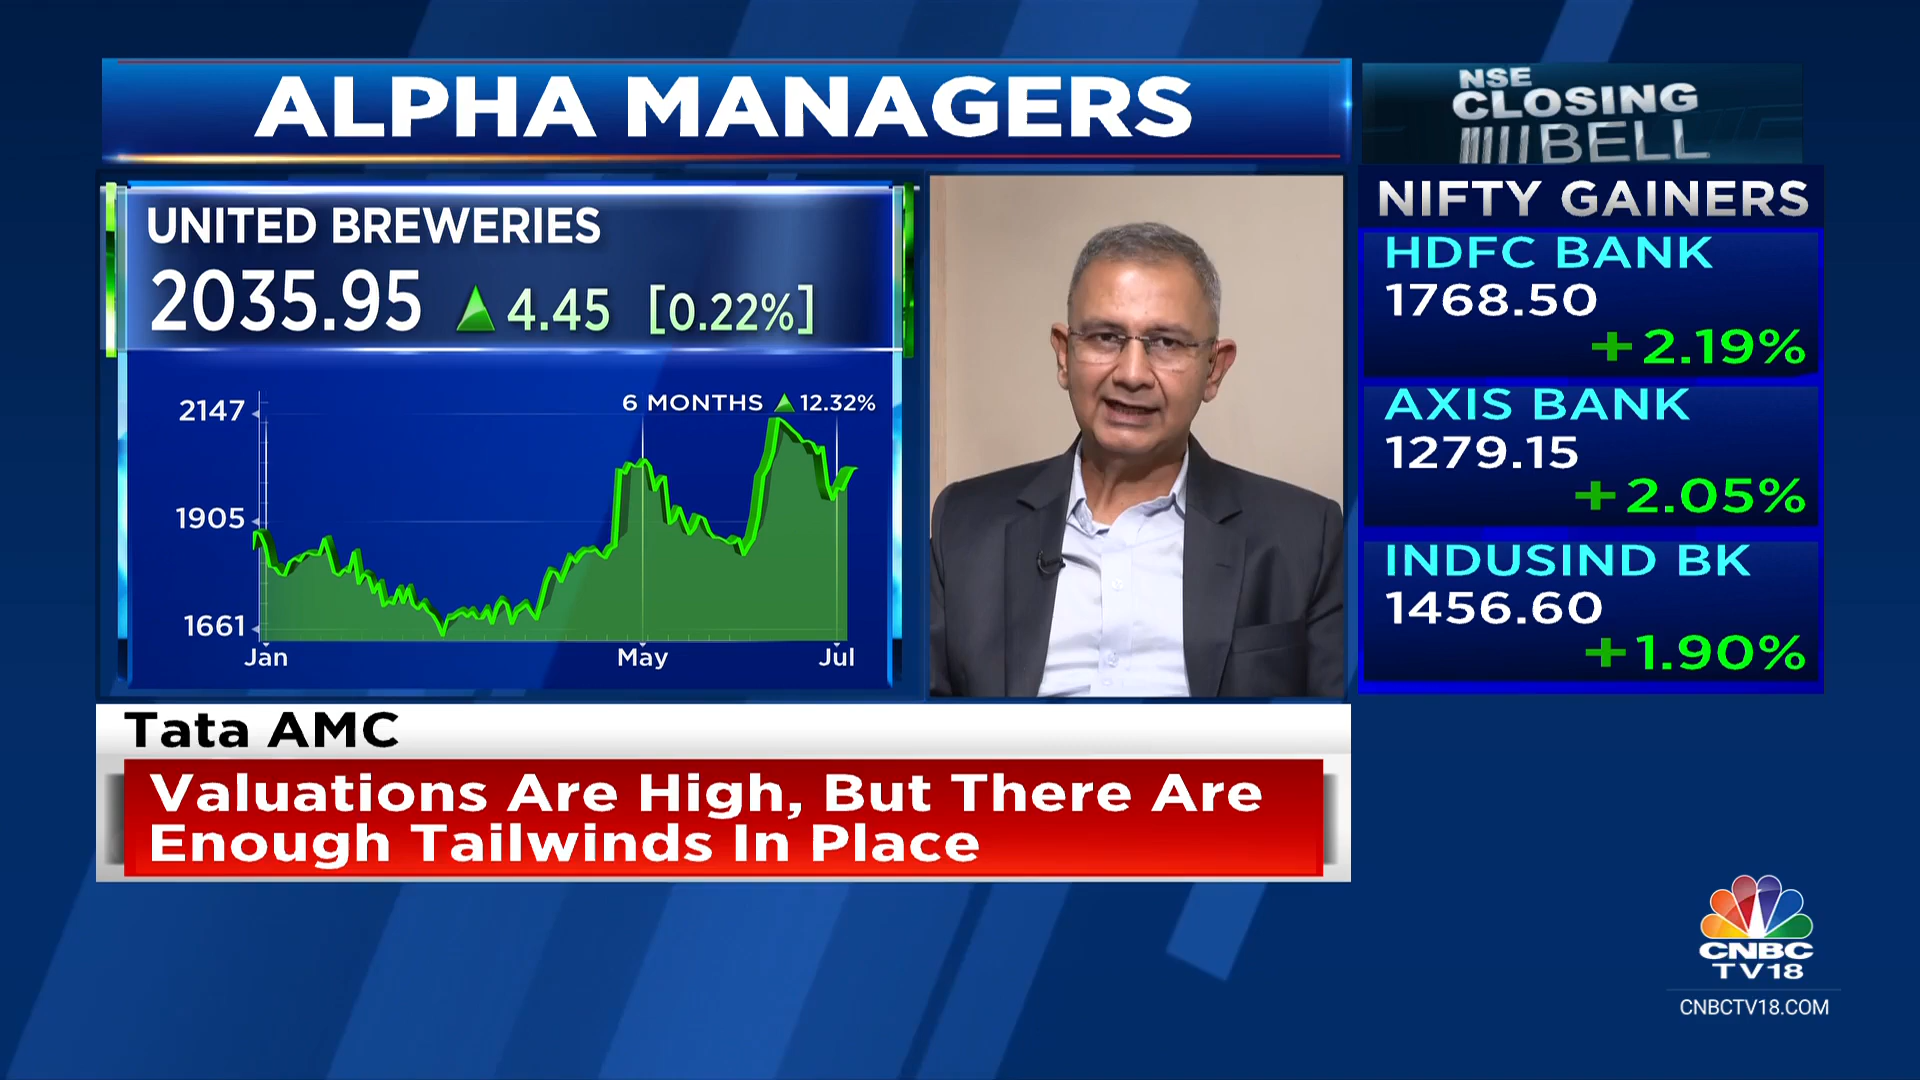 ALPHA MANAGERS
UNITED BREWERIES
2035.95 ▲ 4.45 [0.22%]
6 MONTHS ▲ 12.32%
2147
1905
1661
Jan May Jul
NSE
CLOSING
BELL
NIFTY GAINERS
HDFC BANK
1768.50
+2.19%
AXIS BANK
1279.15
+2.05%
INDUSIND BK
1456.60
+1.90%
Tata AMC
Valuations Are High, But There Are
Enough Tailwinds In Place
CNBC
TV18
CNBCTV18.COM